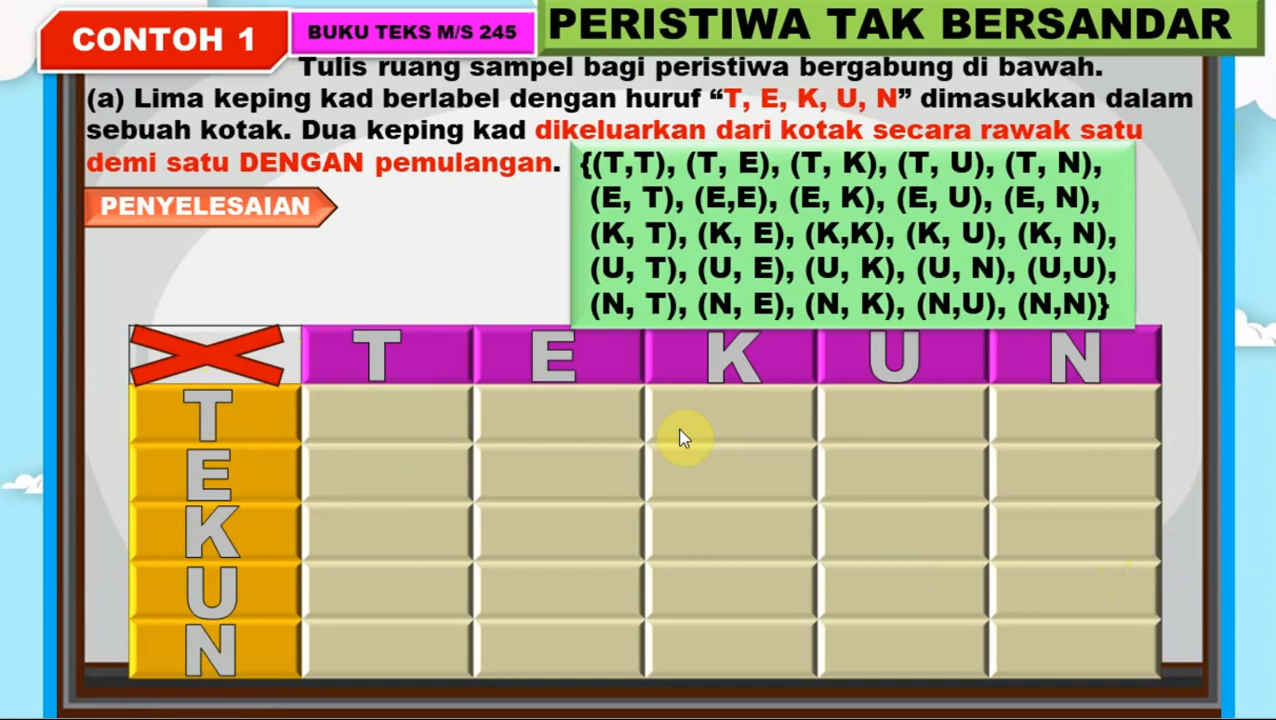 CONTOH 1
BUKU TEKS M/S 245
PERISTIWA TAK BERSANDAR
Tulis ruang sampel bagi peristiwa bergabung di bawah.
(a) Lima keping kad berlabel dengan huruf “T, E, K, U, N” dimasukkan dalam
sebuah kotak. Dua keping kad dikeluarkan dari kotak secara rawak satu
demi satu DENGAN pemulangan.
{(T,T), (T, E), (T, K), (T, U), (T, N),
(E, T), (E,E), (E, K), (E, U), (E, N),
(K, T), (K, E), (K,K), (K, U), (K, N),
(U, T), (U, E), (U, K), (U, N), (U,U),
(N, T), (N, E), (N, K), (N,U), (N,N)}
PENYELESAIAN
T E K U N
T
E
K
U
N